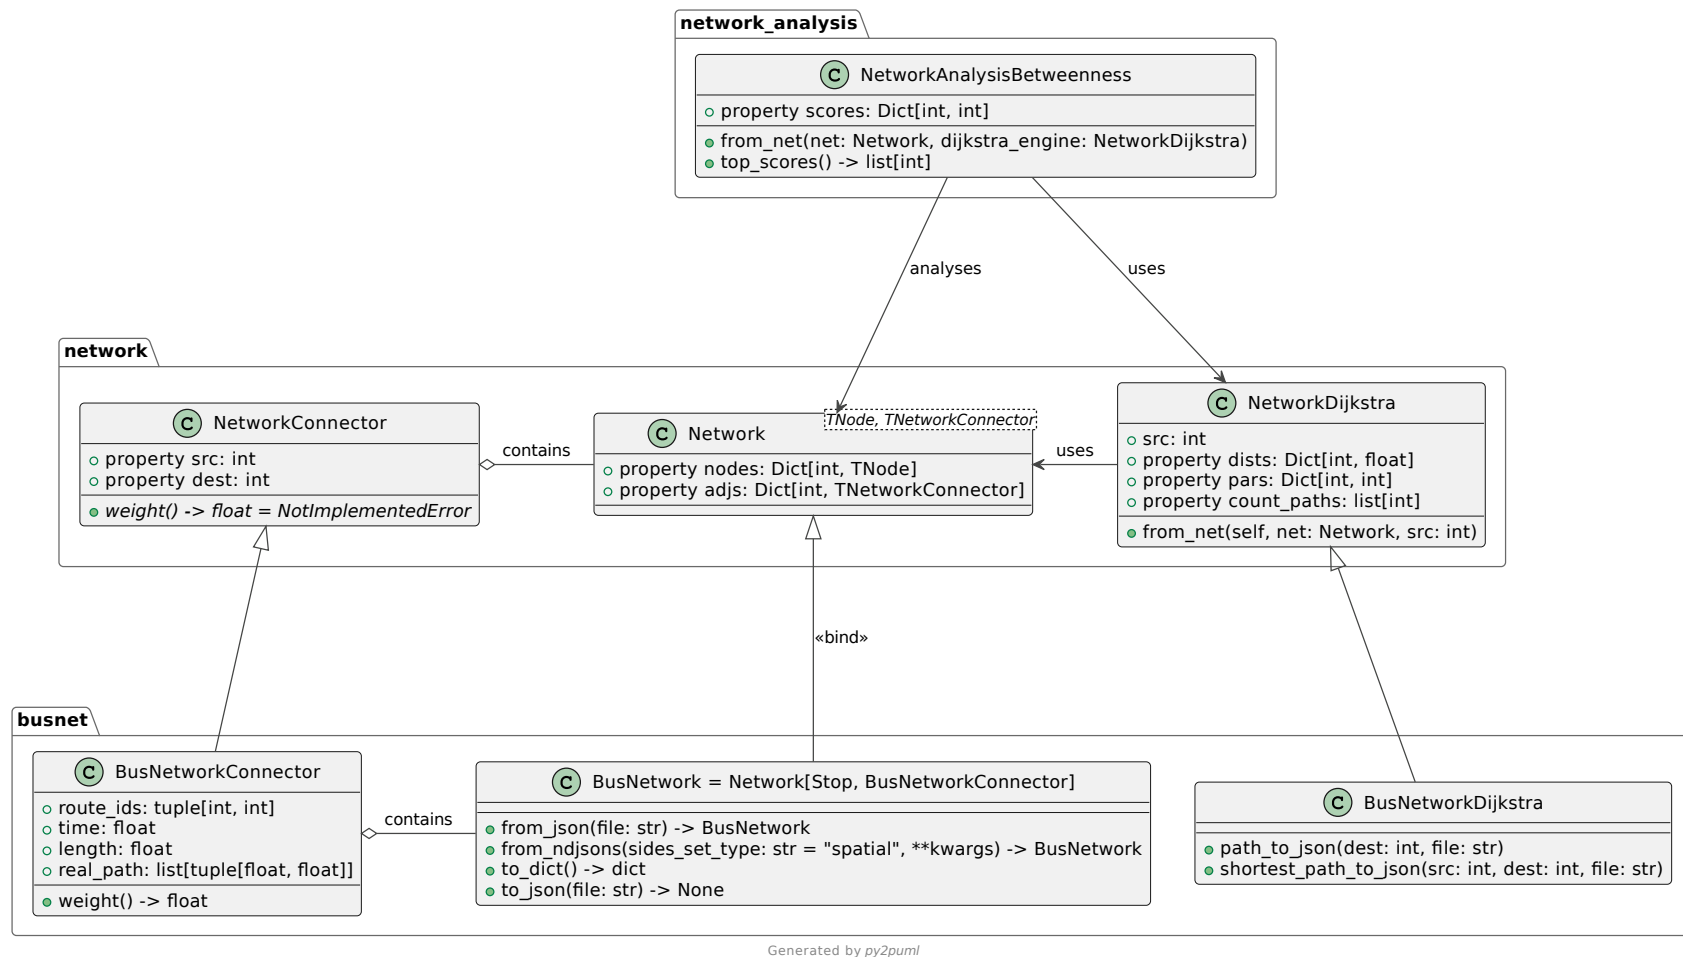 network_analysis
C NetworkAnalysisBetweenness
property scores: Dict[int, int]
from_net(net: Network, dijkstra_engine: NetworkDijkstra)
top_scores() -> list[int]
analyses
uses
network
C NetworkConnector
property src: int
property dest: int
weight() -> float = NotImplementedError
contains
C Network
TNode, TNetworkConnector
property nodes: Dict[int, TNode]
property adjs: Dict[int, TNetworkConnector]
uses
C NetworkDijkstra
src: int
property dists: Dict[int, float]
property pars: Dict[int, int]
property count_paths: list[int]
from_net(self, net: Network, src: int)
«bind»
busnet
C BusNetworkConnector
route_ids: tuple[int, int]
time: float
length: float
real_path: list[tuple[float, float]]
weight() -> float
contains
C BusNetwork = Network[Stop, BusNetworkConnector]
from_json(file: str) -> BusNetwork
from_ndjsons(sides_set_type: str = "spatial", **kwargs) -> BusNetwork
to_dict() -> dict
to_json(file: str) -> None
C BusNetworkDijkstra
path_to_json(dest: int, file: str)
shortest_path_to_json(src: int, dest: int, file: str)
Generated by py2puml